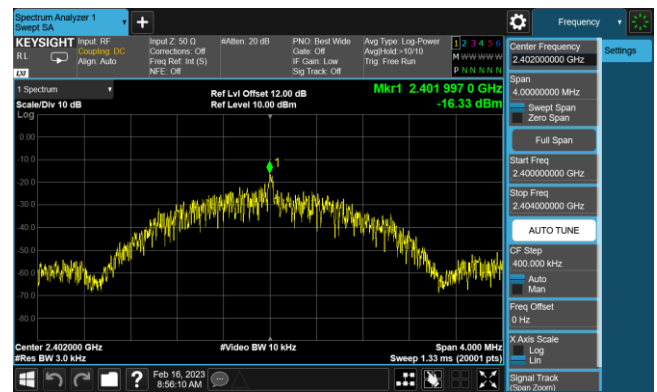 Spectrum Analyzer 1
Swept SA
Frequency
KEYSIGHT
Input: RF
Input Z: 50 Ω
#Atten: 20 dB
PNO: Best Wide
Avg Type: Log-Power
1 2 3 4 5 6
RL
Coupling: DC
Corrections: Off
Gate: Off
Avg|Hold:>10/10
M W W W W W
Align: Auto
Freq Ref: Int (S)
IF Gain: Low
Trig: Free Run
LXI
NFE: Off
Sig Track: Off
P N N N N N
1 Spectrum
Scale/Div 10 dB
Ref Lvl Offset 12.00 dB
Ref Level 10.00 dBm
Mkr1 2.401 997 0 GHz
-16.33 dBm
Log
0.00
-10.0
1
-20.0
-30.0
-40.0
-50.0
-60.0
-70.0
-80.0
Center 2.402000 GHz
#Video BW 10 kHz
Span 4.000 MHz
#Res BW 3.0 kHz
Sweep 1.33 ms (20001 pts)
?
Feb 16, 2023
8:56:10 AM
Center Frequency
2.402000000 GHz
Settings
Span
4.00000000 MHz
Swept Span
Zero Span
Full Span
Start Freq
2.400000000 GHz
Stop Freq
2.404000000 GHz
AUTO TUNE
CF Step
400.000 kHz
Auto
Man
Freq Offset
0 Hz
X Axis Scale
Log
Lin
Signal Track
(Span Zoom)